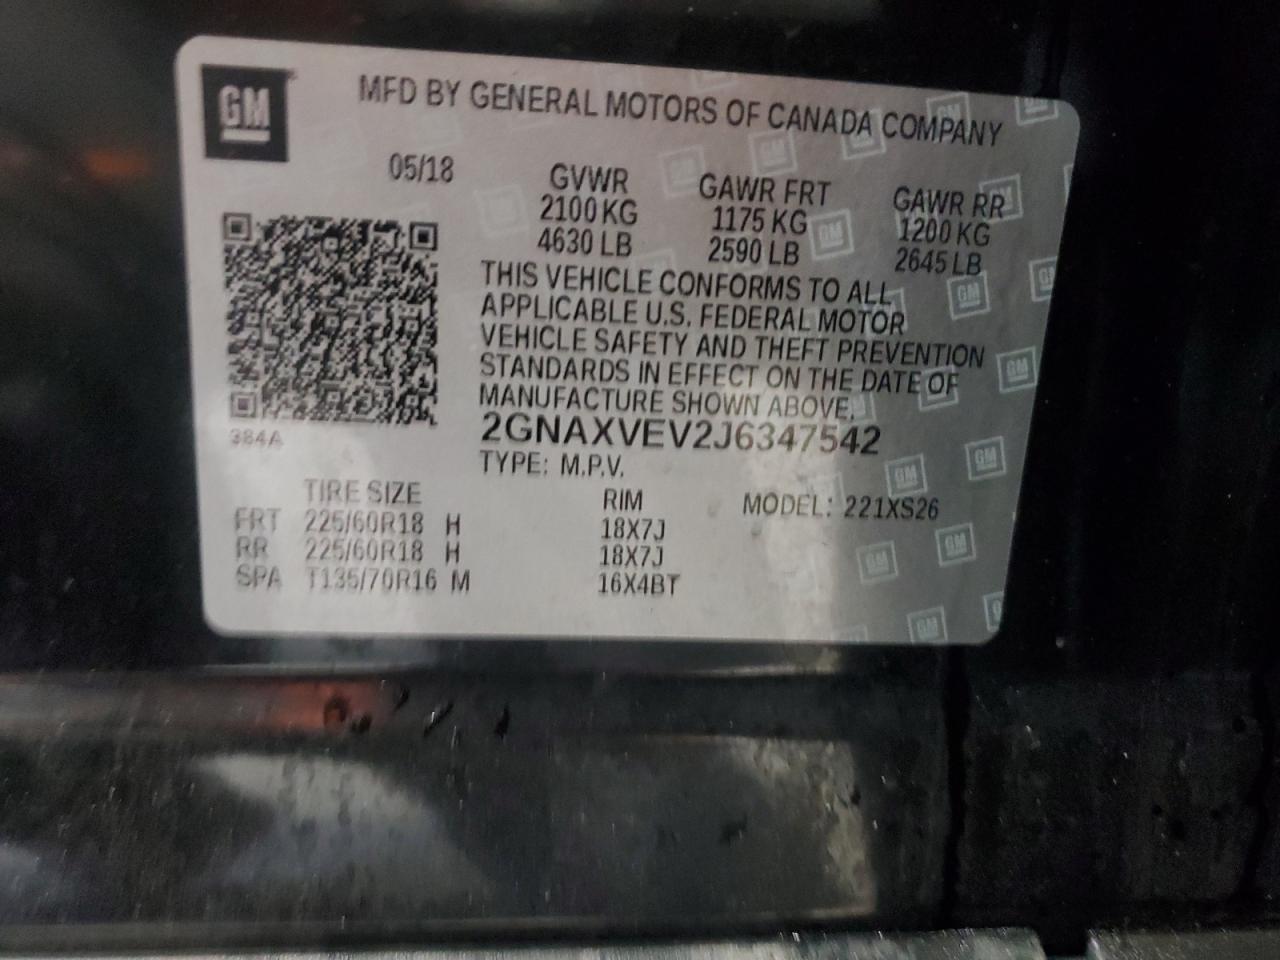 GM
MFD BY GENERAL MOTORS OF CANADA COMPANY
05/18
GVWR GAWR FRT GAWR RR
2100 KG 1175 KG 1200 KG
4630 LB 2590 LB 2645 LB
THIS VEHICLE CONFORMS TO ALL
APPLICABLE U.S. FEDERAL MOTOR
VEHICLE SAFETY AND THEFT PREVENTION
STANDARDS IN EFFECT ON THE DATE OF
MANUFACTURE SHOWN ABOVE.
384A
2GNAXVEV2J6347542
TYPE: M.P.V.
TIRE SIZE RIM MODEL: 221XS26
FRT 225/60R18 H 18X7J
RR 225/60R18 H 18X7J
SPA T135/70R16 M 16X4BT